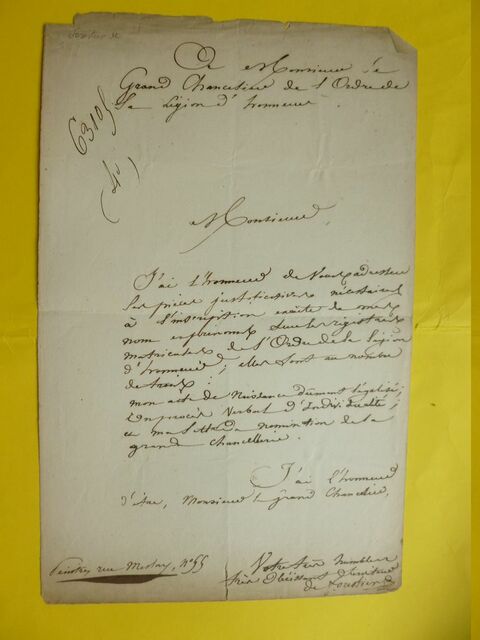 A Monsieur le
Grand Chancelier de l'Ordre de
la Légion d'honneur
63105
Monsieur
J'ai l'honneur de vous adresser
les pièces justificatives nécessaires
à l'inscription exacte de mes
nom et prénoms sur les registres
matricules de l'Ordre de la Légion
d'honneur; elles sont au nombre
de trois:
mon acte de Naissance dûment légalisé;
un procès Verbal d'Individualité;
et ma lettre de nomination de la
grande chancellerie.
J'ai l'honneur
d'être, Monsieur le grand Chancelier,
Votre très humble
très obéissant Serviteur
rue Meslay, N° 55